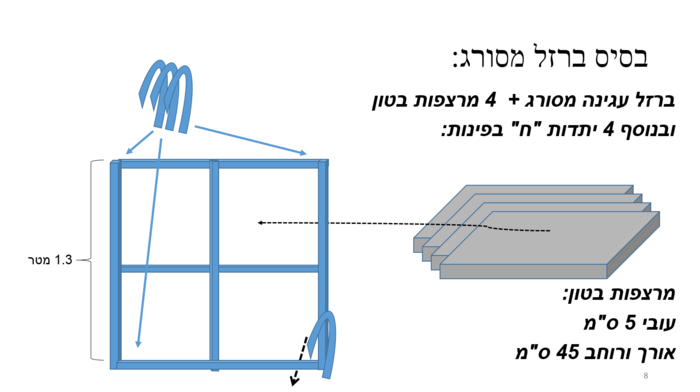 בסיס ברזל מסורג:
ברזל עגינה מסורג + 4 מרצפות בטון
ובנוסף 4 יתדות "ח" בפינות:
1.3 מטר
מרצפות בטון:
עובי 5 ס"מ
אורך ורוחב 45 ס"מ
8